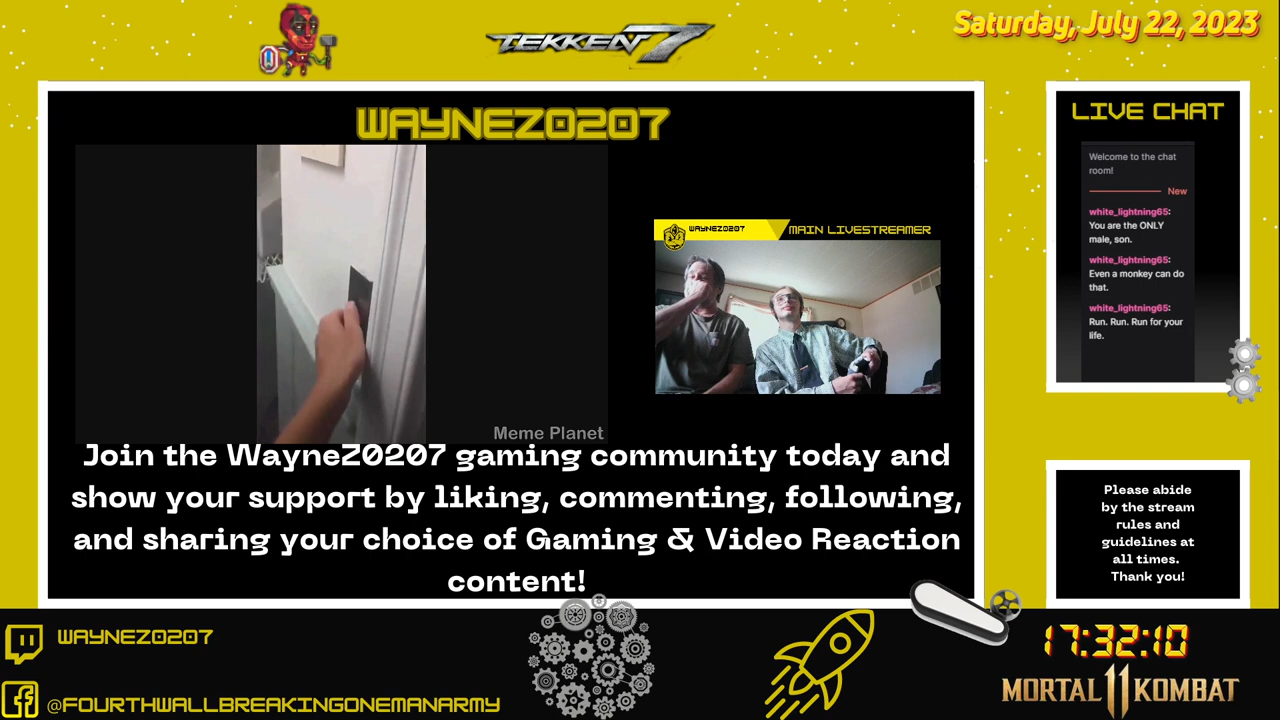 TEKKEN 7
Saturday, July 22, 2023
WAYNEZ0207
LIVE CHAT
Welcome to the chat
room!
New
white_lightning65:
You are the ONLY
male, son.
white_lightning65:
Even a monkey can do
that.
white_lightning65:
Run. Run. Run for your
life.
WAYNEZ0207
MAIN LIVESTREAMER
Meme Planet
Join the WayneZ0207 gaming community today and
show your support by liking, commenting, following,
and sharing your choice of Gaming & Video Reaction
content!
Please abide
by the stream
rules and
guidelines at
all times.
Thank you!
WAYNEZ0207
@FOURTHWALLBREAKINGONEMANARMY
17:32:10
MORTAL KOMBAT 11